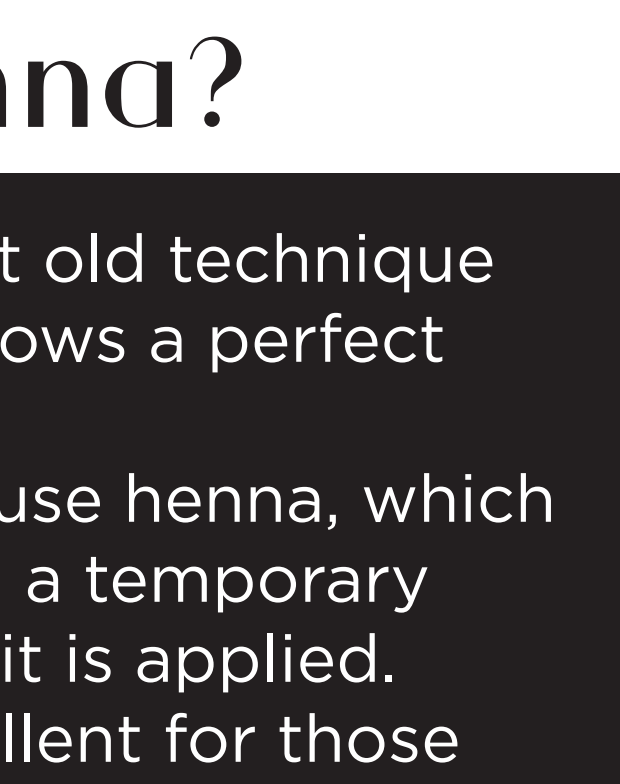 nna?
t old technique
ows a perfect
use henna, which
a temporary
it is applied.
llent for those